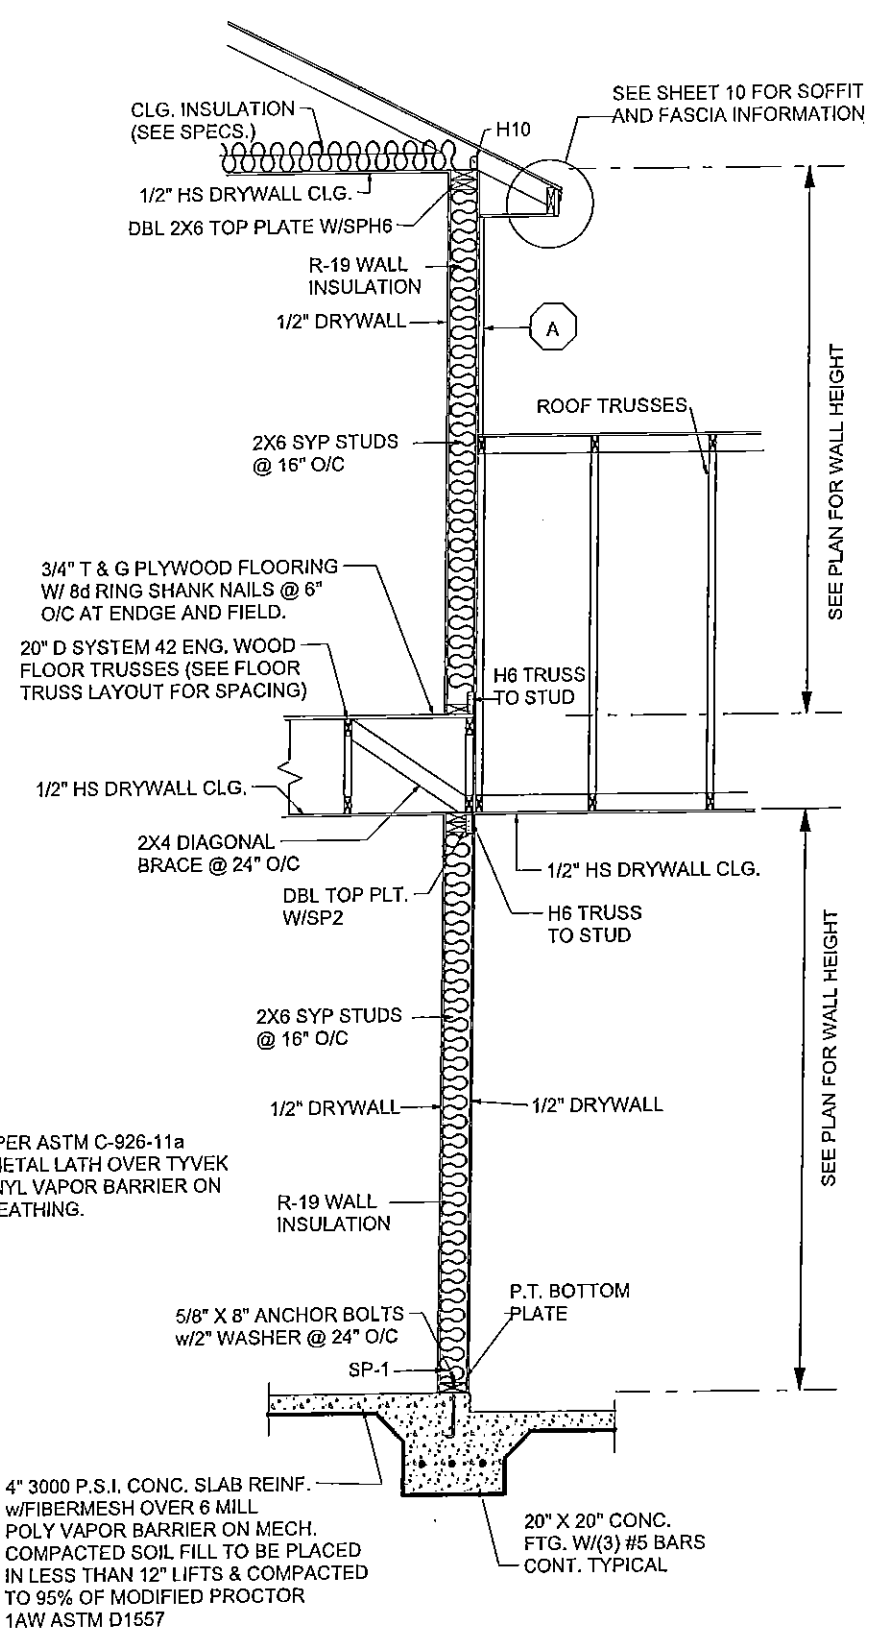 SEE SHEET 10 FOR SOFFIT
AND FASCIA INFORMATION
CLG. INSULATION
(SEE SPECS.)
H10
1/2" HS DRYWALL CLG.
DBL 2X6 TOP PLATE W/SPH6
R-19 WALL
INSULATION
1/2" DRYWALL
A
SEE PLAN FOR WALL HEIGHT
ROOF TRUSSES
2X6 SYP STUDS
@ 16" O/C
3/4" T & G PLYWOOD FLOORING
W/ 8d RING SHANK NAILS @ 6"
O/C AT ENDGE AND FIELD.
20" D SYSTEM 42 ENG. WOOD
FLOOR TRUSSES (SEE FLOOR
TRUSS LAYOUT FOR SPACING)
H6 TRUSS
TO STUD
1/2" HS DRYWALL CLG.
2X4 DIAGONAL
BRACE @ 24" O/C
1/2" HS DRYWALL CLG.
DBL TOP PLT.
W/SP2
H6 TRUSS
TO STUD
SEE PLAN FOR WALL HEIGHT
2X6 SYP STUDS
@ 16" O/C
1/2" DRYWALL
1/2" DRYWALL
PER ASTM C-926-11a
METAL LATH OVER TYVEK
NYL VAPOR BARRIER ON
EATHING.
R-19 WALL
INSULATION
P.T. BOTTOM
PLATE
5/8" X 8" ANCHOR BOLTS
w/2" WASHER @ 24" O/C
SP-1
4" 3000 P.S.I. CONC. SLAB REINF.
w/FIBERMESH OVER 6 MILL
POLY VAPOR BARRIER ON MECH.
COMPACTED SOIL FILL TO BE PLACED
IN LESS THAN 12" LIFTS & COMPACTED
TO 95% OF MODIFIED PROCTOR
1AW ASTM D1557
20" X 20" CONC.
FTG. W/(3) #5 BARS
CONT. TYPICAL